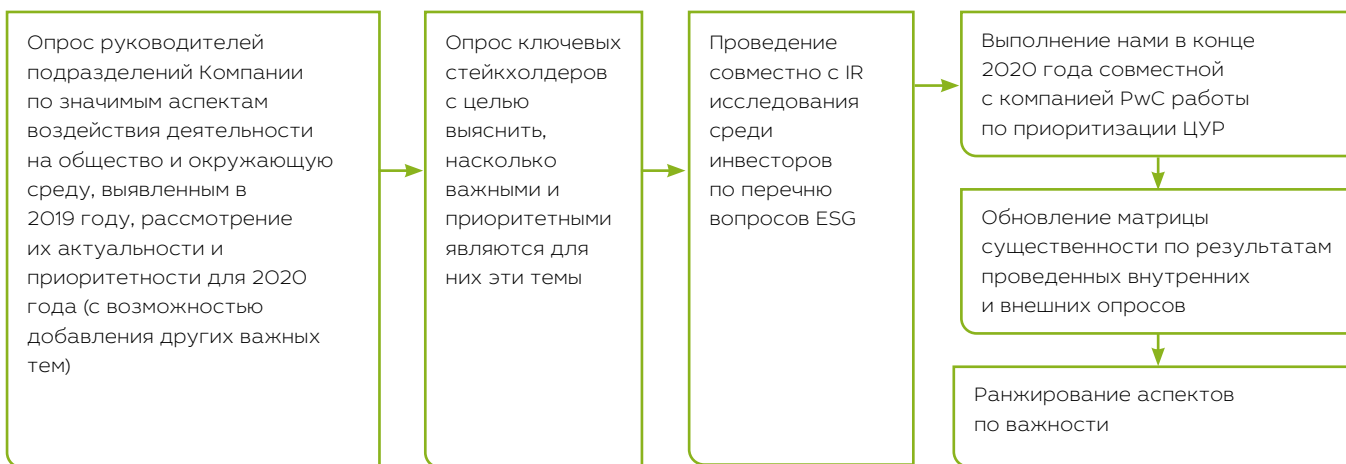 Опрос руководителей
подразделений Компании
по значимым аспектам
воздействия деятельности
на общество и окружающую
среду, выявленным в
2019 году, рассмотрение
их актуальности и
приоритетности для 2020
года (с возможностью
добавления других важных
тем)
Опрос ключевых
стейкхолдеров
с целью
выяснить,
насколько
важными и
приоритетными
являются для
них эти темы
Проведение
совместно с IR
исследования
среди
инвесторов
по перечню
вопросов ESG
Выполнение нами в конце
2020 года совместной
с компанией PwC работы
по приоритизации ЦУР
Обновление матрицы
существенности по результатам
проведенных внутренних
и внешних опросов
Ранжирование аспектов
по важности